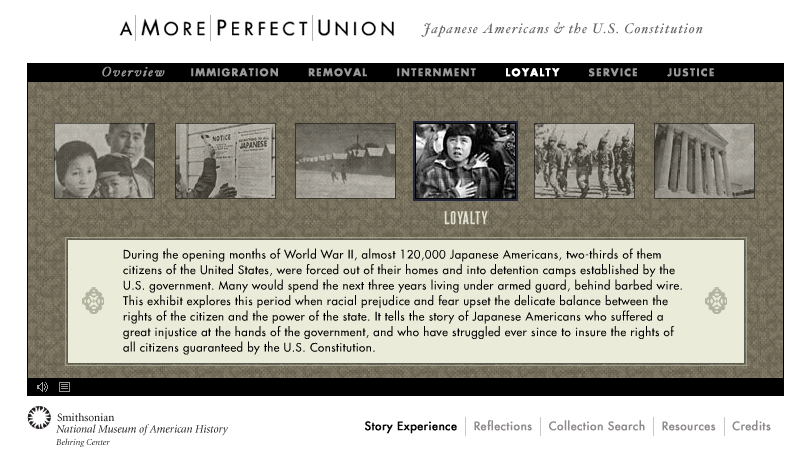 A MORE PERFECT UNION
Japanese Americans & the U.S. Constitution
Overview IMMIGRATION REMOVAL INTERNMENT LOYALTY SERVICE JUSTICE
NOTICE
JAPANESE
LOYALTY
During the opening months of World War II, almost 120,000 Japanese Americans, two-thirds of them
citizens of the United States, were forced out of their homes and into detention camps established by the
U.S. government. Many would spend the next three years living under armed guard, behind barbed wire.
This exhibit explores this period when racial prejudice and fear upset the delicate balance between the
rights of the citizen and the power of the state. It tells the story of Japanese Americans who suffered a
great injustice at the hands of the government, and who have struggled ever since to insure the rights of
all citizens guaranteed by the U.S. Constitution.
Smithsonian
National Museum of American History
Behring Center
Story Experience Reflections Collection Search Resources Credits